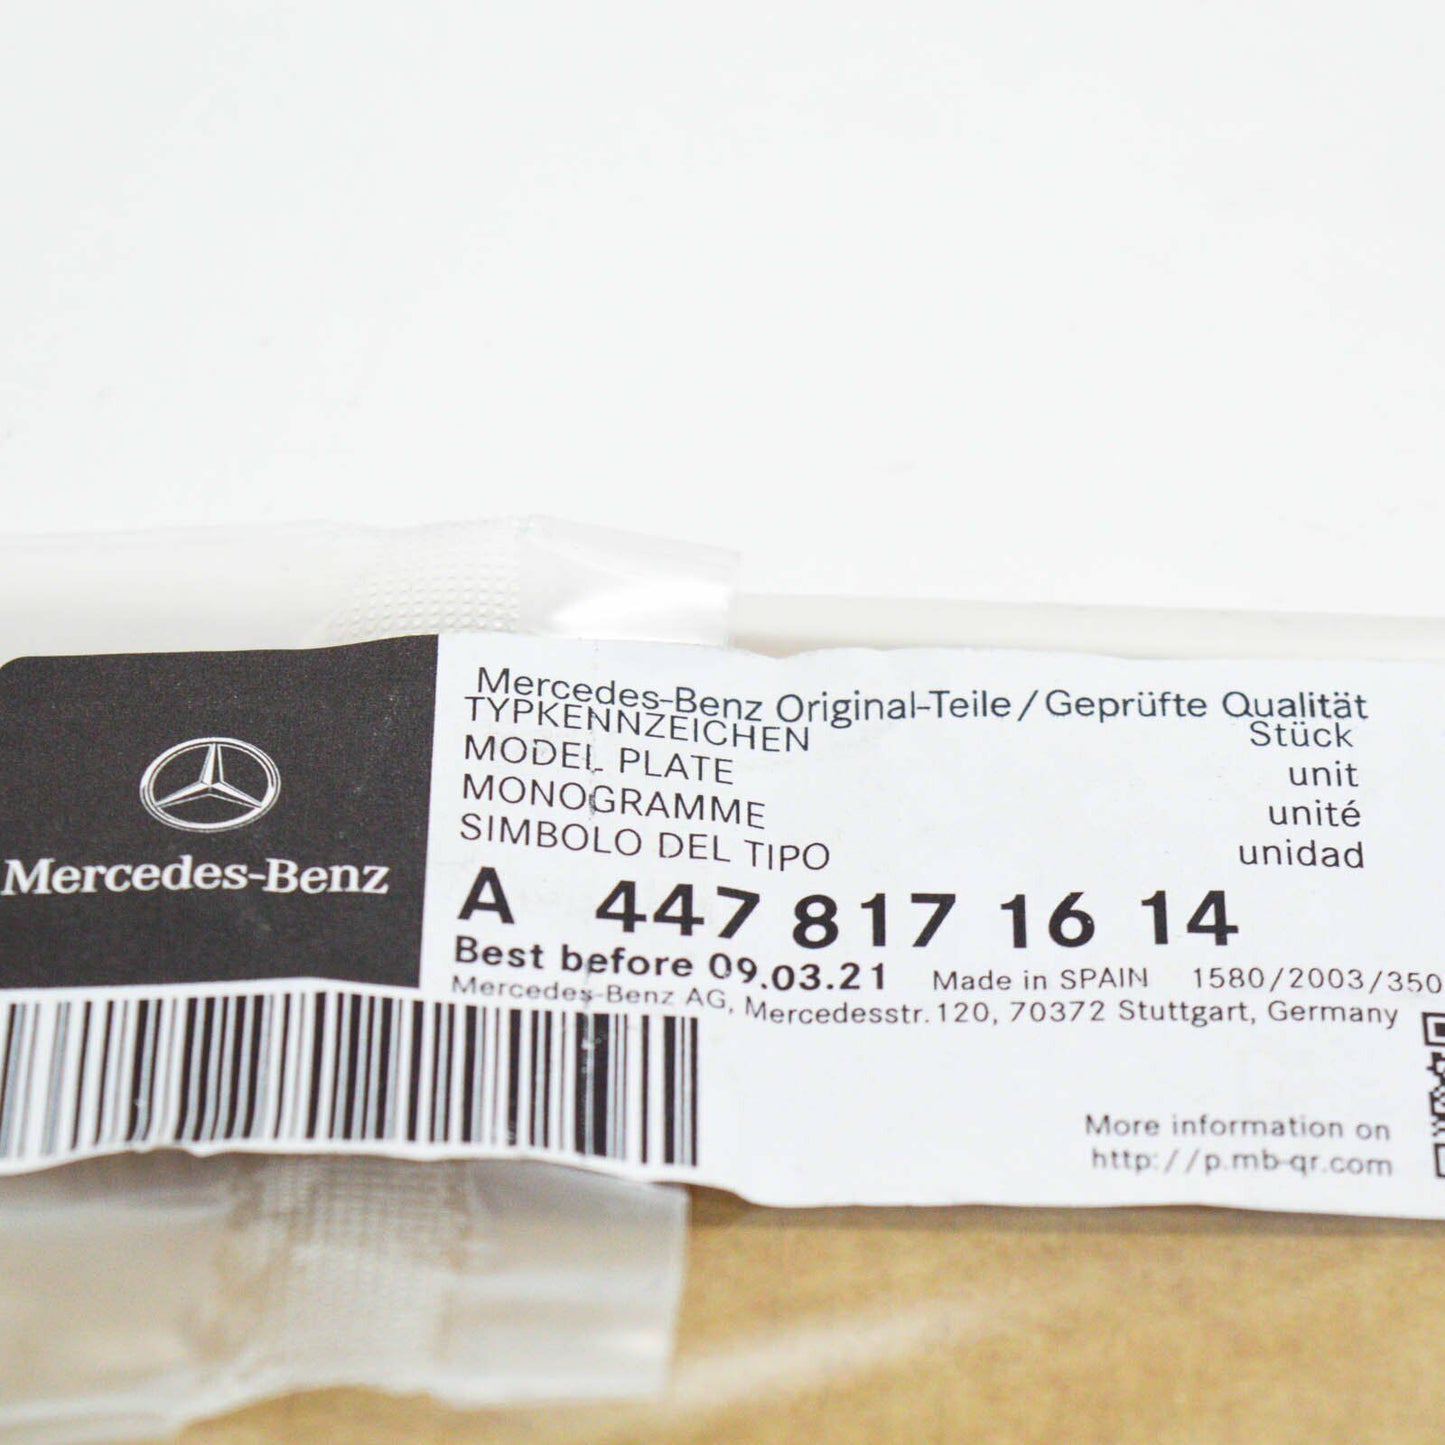 Mercedes-Benz
Mercedes-Benz Original-Teile/Geprüfte Qualität
TYPKENNZEICHEN Stück
MODEL PLATE unit
MONOGRAMME unité
SIMBOLO DEL TIPO unidad
A 447 817 16 14
Best before 09.03.21 Made in SPAIN 1580/2003/350
Mercedes-Benz AG, Mercedesstr.120, 70372 Stuttgart, Germany
More information on
http://p.mb-qr.com